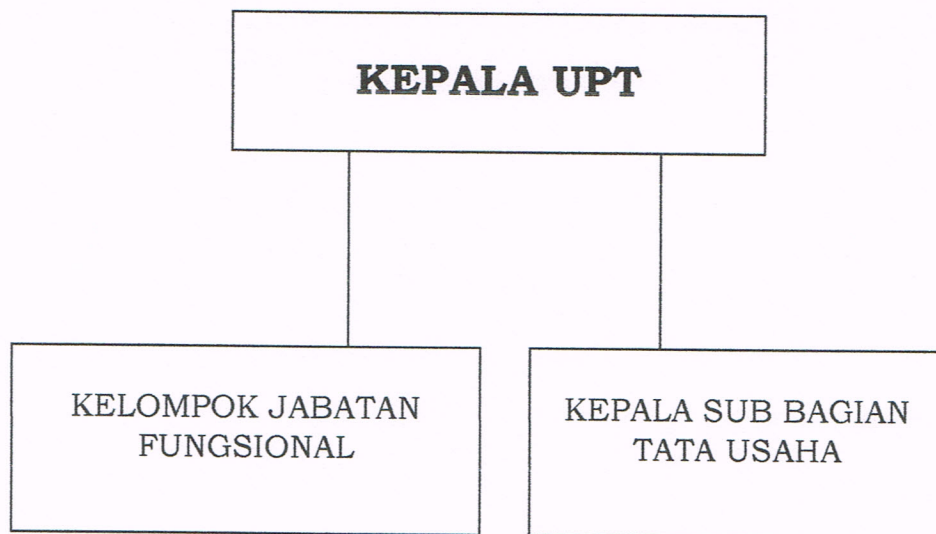 KEPALA UPT
KELOMPOK JABATAN
FUNGSIONAL
KEPALA SUB BAGIAN
TATA USAHA